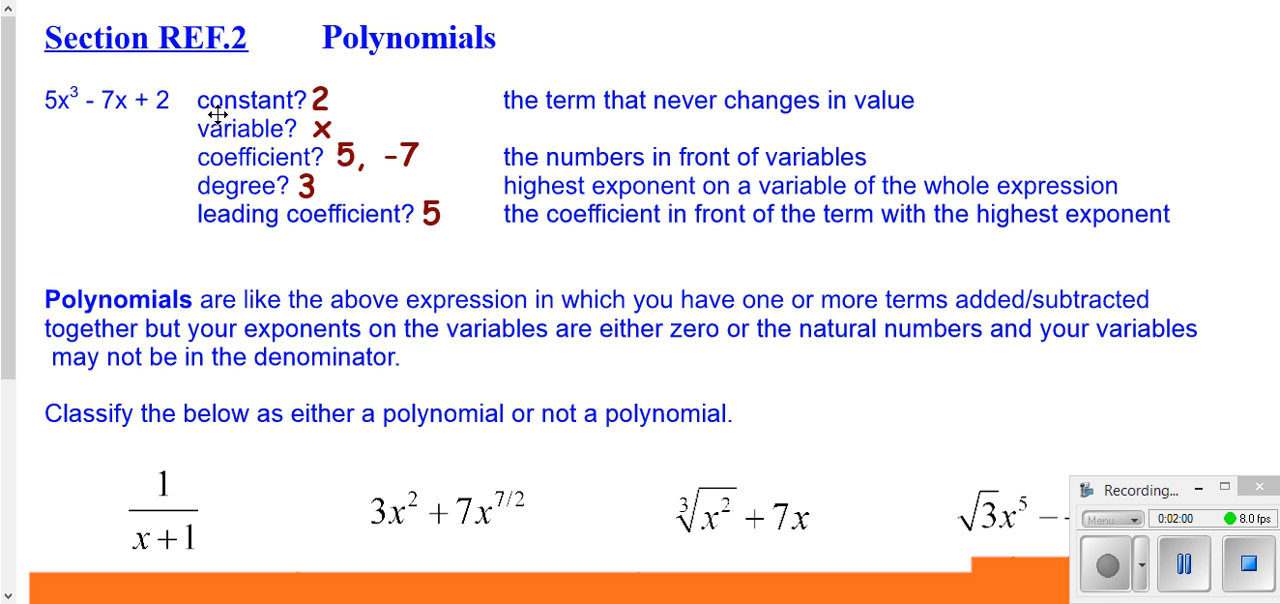 Section REF.2 Polynomials
5x³ - 7x + 2 constant? 2 the term that never changes in value
variable? x
coefficient? 5, -7 the numbers in front of variables
degree? 3 highest exponent on a variable of the whole expression
leading coefficient? 5 the coefficient in front of the term with the highest exponent
Polynomials are like the above expression in which you have one or more terms added/subtracted
together but your exponents on the variables are either zero or the natural numbers and your variables
may not be in the denominator.
Classify the below as either a polynomial or not a polynomial.
1/(x+1) 3x² + 7x^(7/2) ∛(x²) + 7x √3x⁵ −
Recording...
Menu 0:02:00 8.0 fps